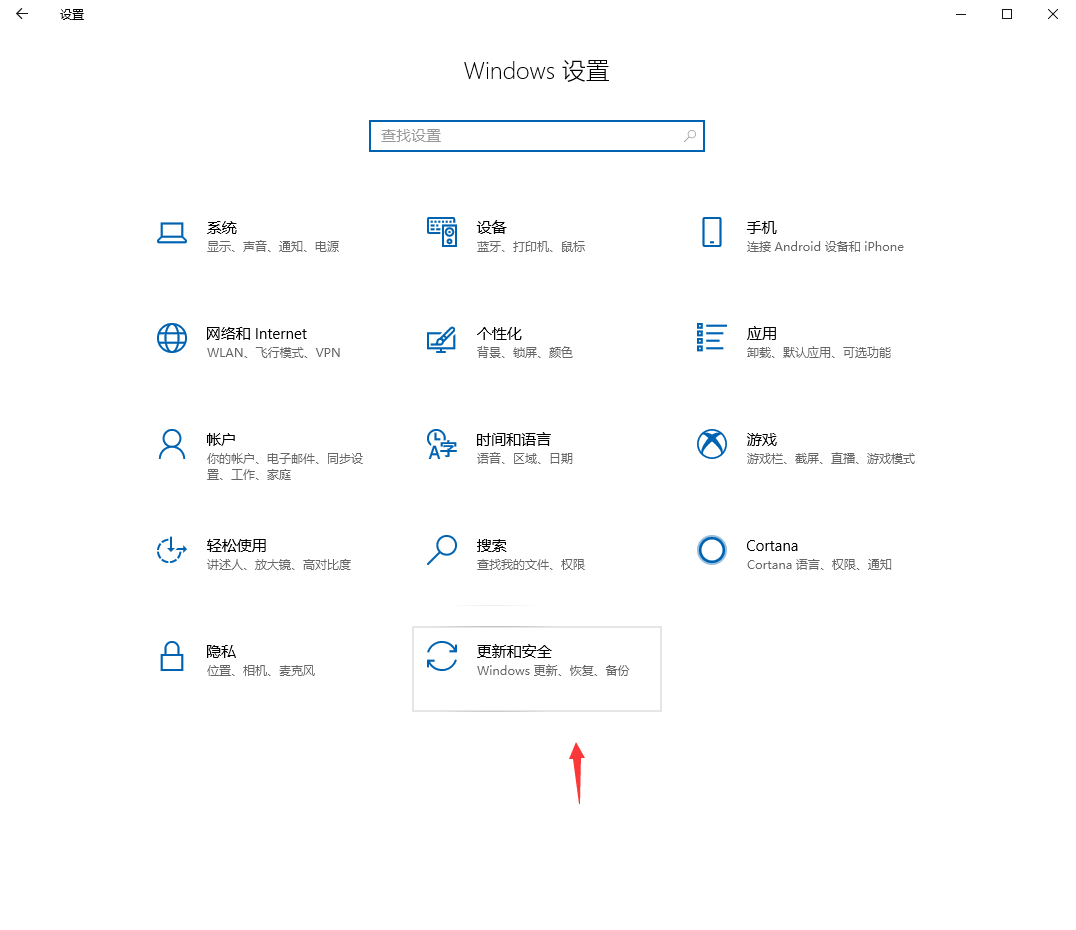 设置
Windows 设置
查找设置
系统
显示、声音、通知、电源
设备
蓝牙、打印机、鼠标
手机
连接 Android 设备和 iPhone
网络和 Internet
WLAN、飞行模式、VPN
个性化
背景、锁屏、颜色
应用
卸载、默认应用、可选功能
帐户
你的帐户、电子邮件、同步设
置、工作、家庭
时间和语言
语音、区域、日期
游戏
游戏栏、截屏、直播、游戏模式
轻松使用
讲述人、放大镜、高对比度
搜索
查找我的文件、权限
Cortana
Cortana 语言、权限、通知
隐私
位置、相机、麦克风
更新和安全
Windows 更新、恢复、备份